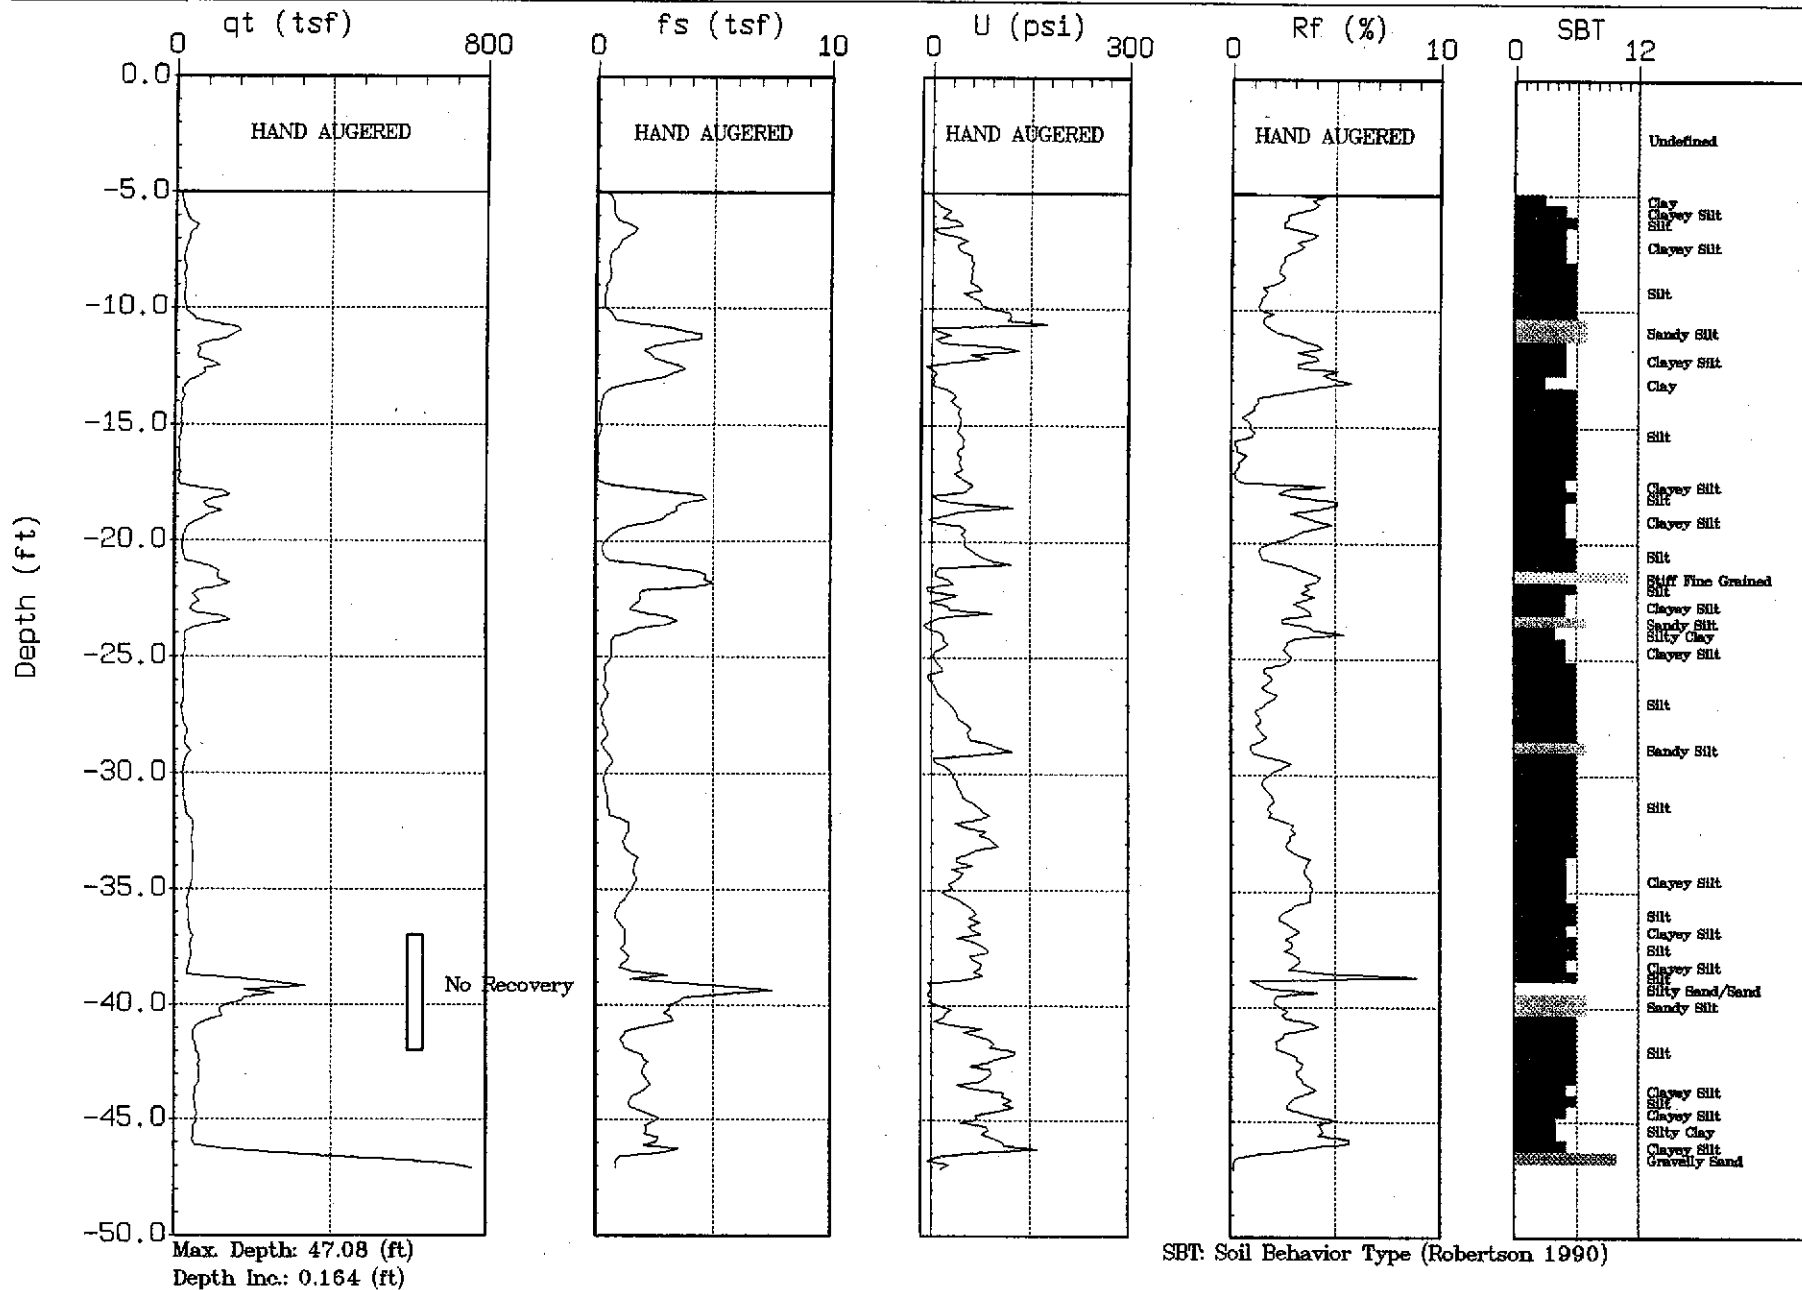 qt (tsf)
0 800
fs (tsf)
0 10
U (psi)
0 300
Rf (%)
0 10
SBT
0 12
Depth (ft)
0.0
-5.0
-10.0
-15.0
-20.0
-25.0
-30.0
-35.0
-40.0
-45.0
-50.0
HAND AUGERED
HAND AUGERED
HAND AUGERED
HAND AUGERED
No Recovery
Undefined
Clay
Clayey Silt
Silt
Clayey Silt
Silt
Sandy Silt
Clayey Silt
Clay
Silt
Clayey Silt
Silt
Clayey Silt
Silt
Stiff Fine Grained
Silt
Clayey Silt
Sandy Silt
Silty Clay
Clayey Silt
Silt
Sandy Silt
Silt
Clayey Silt
Silt
Clayey Silt
Silt
Clayey Silt
Silt
Silty Sand/Sand
Sandy Silt
Silt
Clayey Silt
Silt
Clayey Silt
Silty Clay
Clayey Silt
Gravelly Sand
Max. Depth: 47.08 (ft)
Depth Inc.: 0.164 (ft)
SBT: Soil Behavior Type (Robertson 1990)